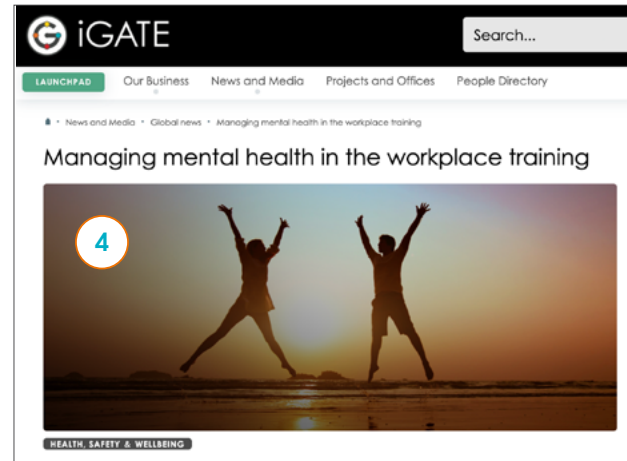 iGATE
Search...
LAUNCHPAD Our Business News and Media Projects and Offices People Directory
News and Media • Global news • Managing mental health in the workplace training
Managing mental health in the workplace training
4
HEALTH, SAFETY & WELLBEING